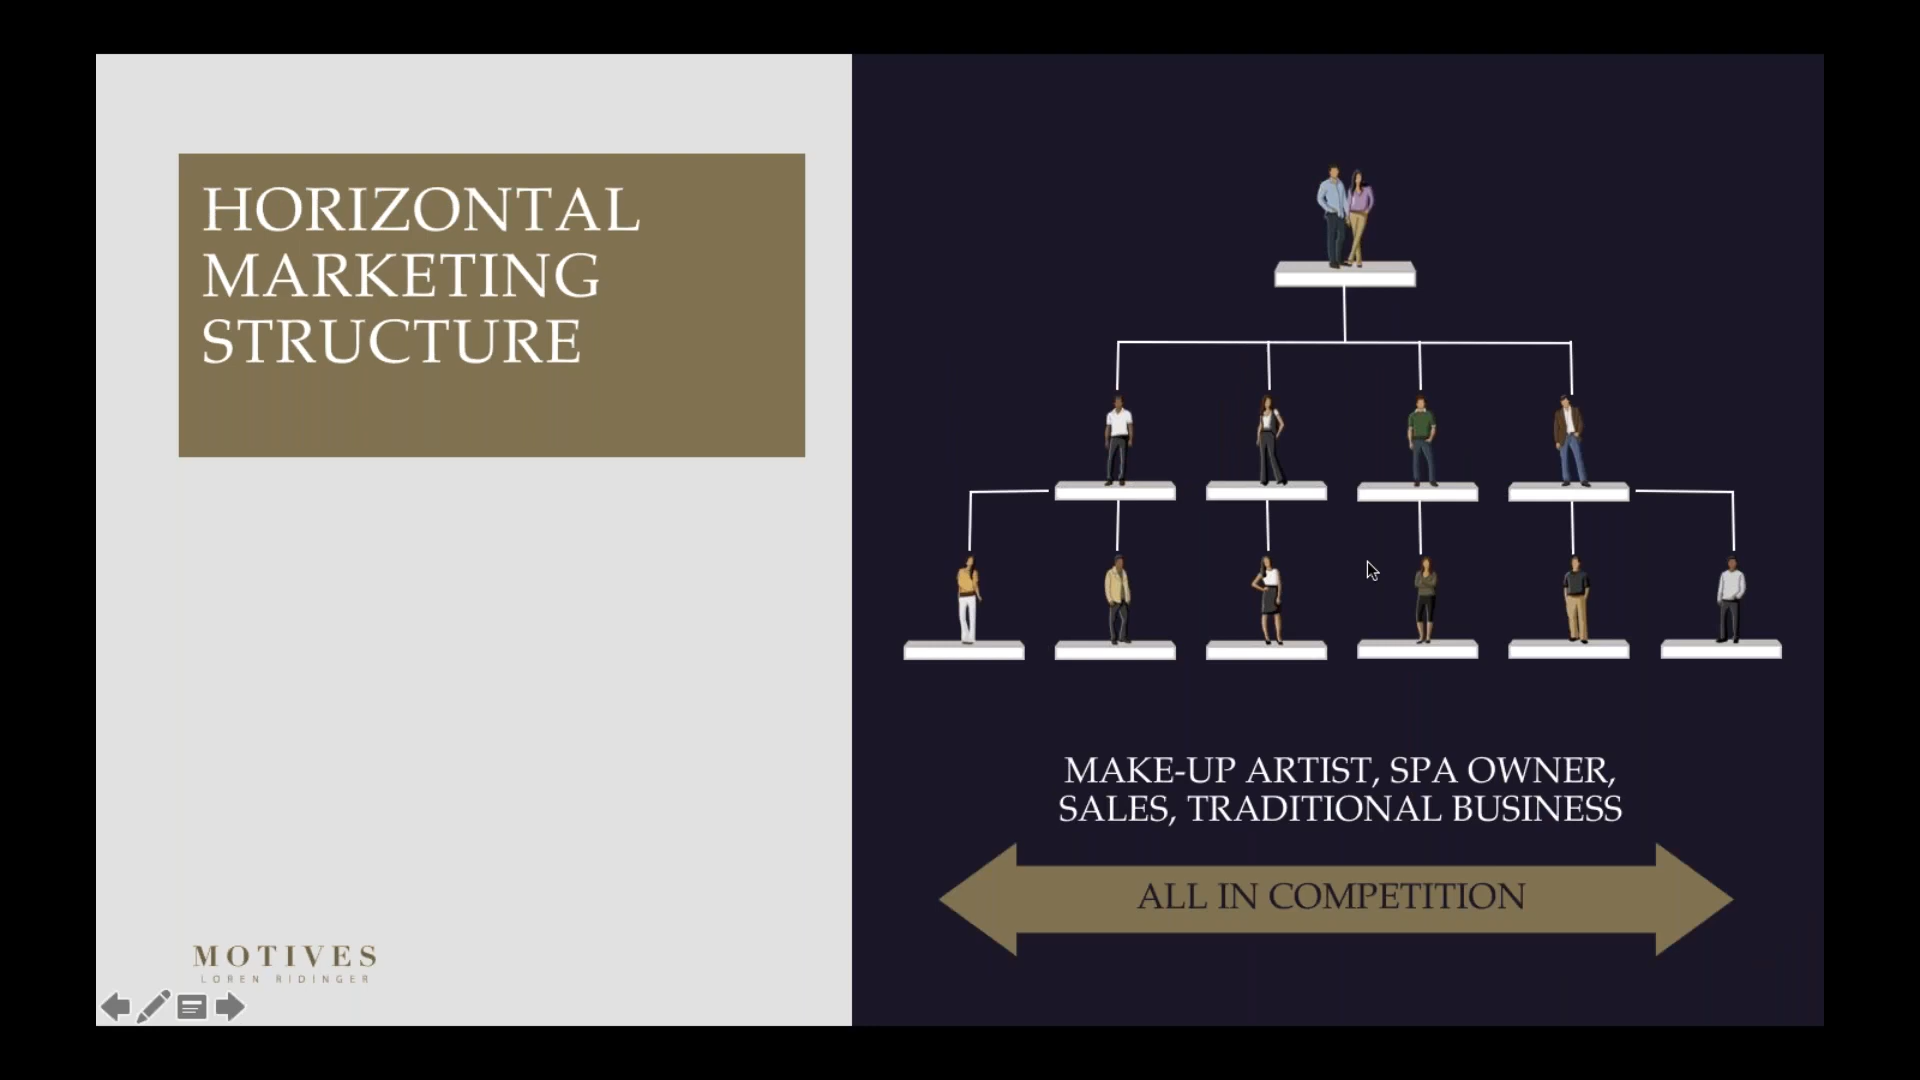 HORIZONTAL
MARKETING
STRUCTURE
MAKE-UP ARTIST, SPA OWNER,
SALES, TRADITIONAL BUSINESS
ALL IN COMPETITION
MOTIVES
LOREN RIDINGER